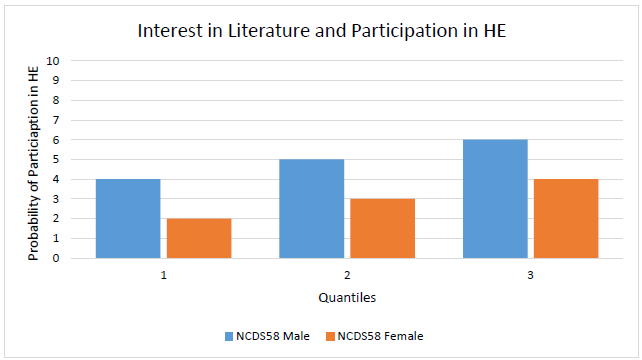 Interest in Literature and Participation in HE
Probability of Particiaption in HE
10
9
8
7
6
5
4
3
2
1
0
1 2 3
Quantiles
NCDS58 Male NCDS58 Female